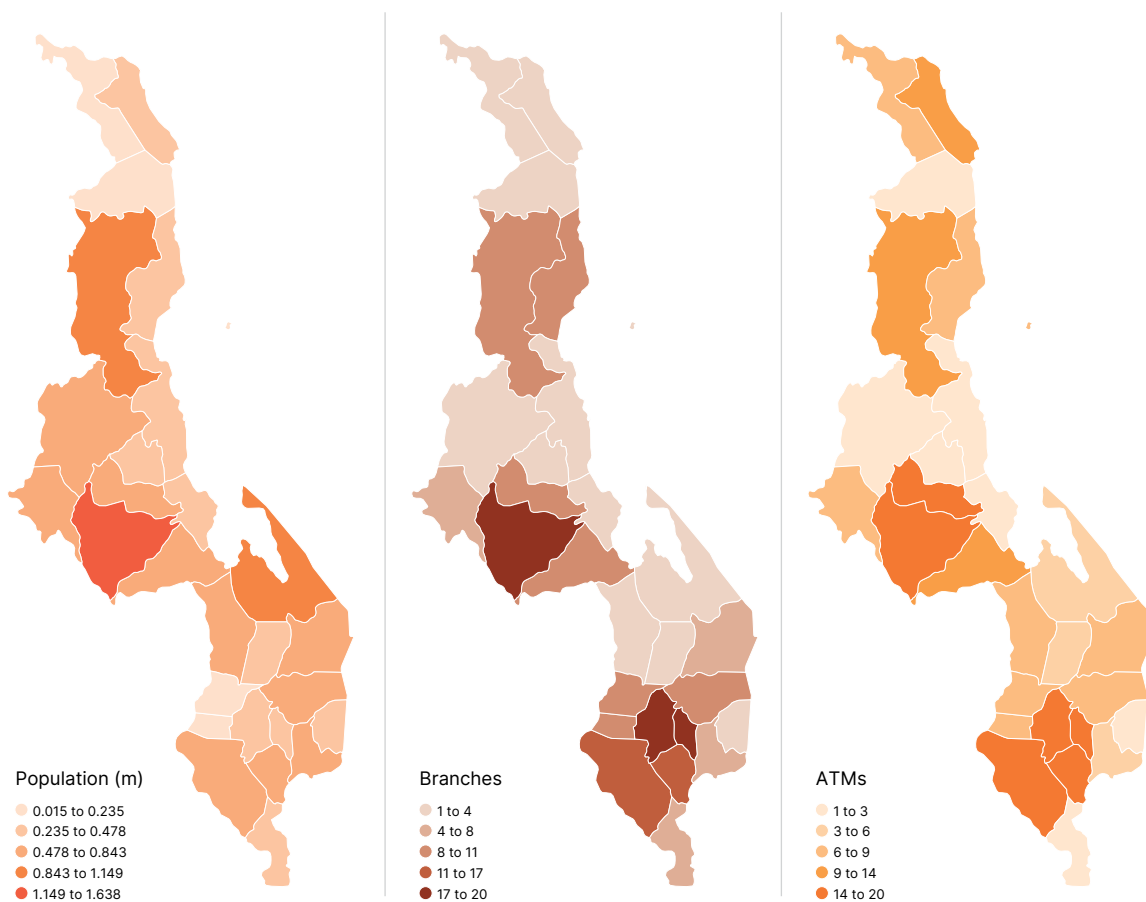 Population (m)
0.015 to 0.235
0.235 to 0.478
0.478 to 0.843
0.843 to 1.149
1.149 to 1.638
Branches
1 to 4
4 to 8
8 to 11
11 to 17
17 to 20
ATMs
1 to 3
3 to 6
6 to 9
9 to 14
14 to 20